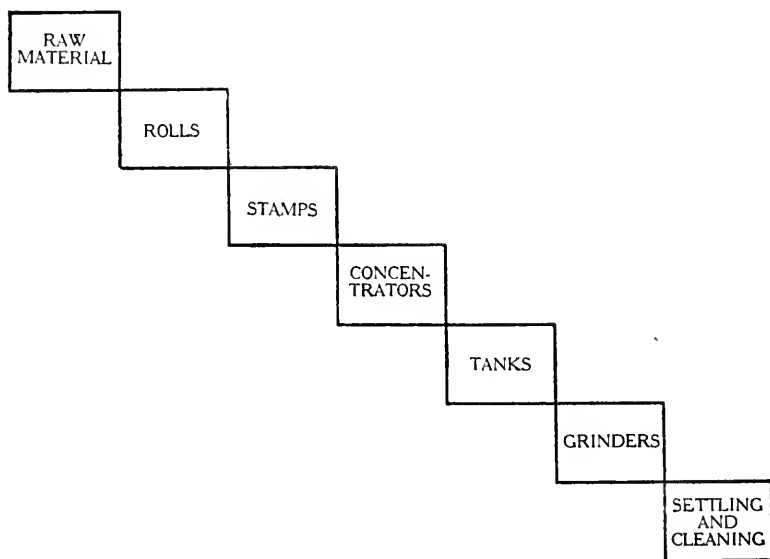 RAW
MATERIAL
ROLLS
STAMPS
CONCEN-
TRATORS
TANKS
GRINDERS
SETTLING
AND
CLEANING